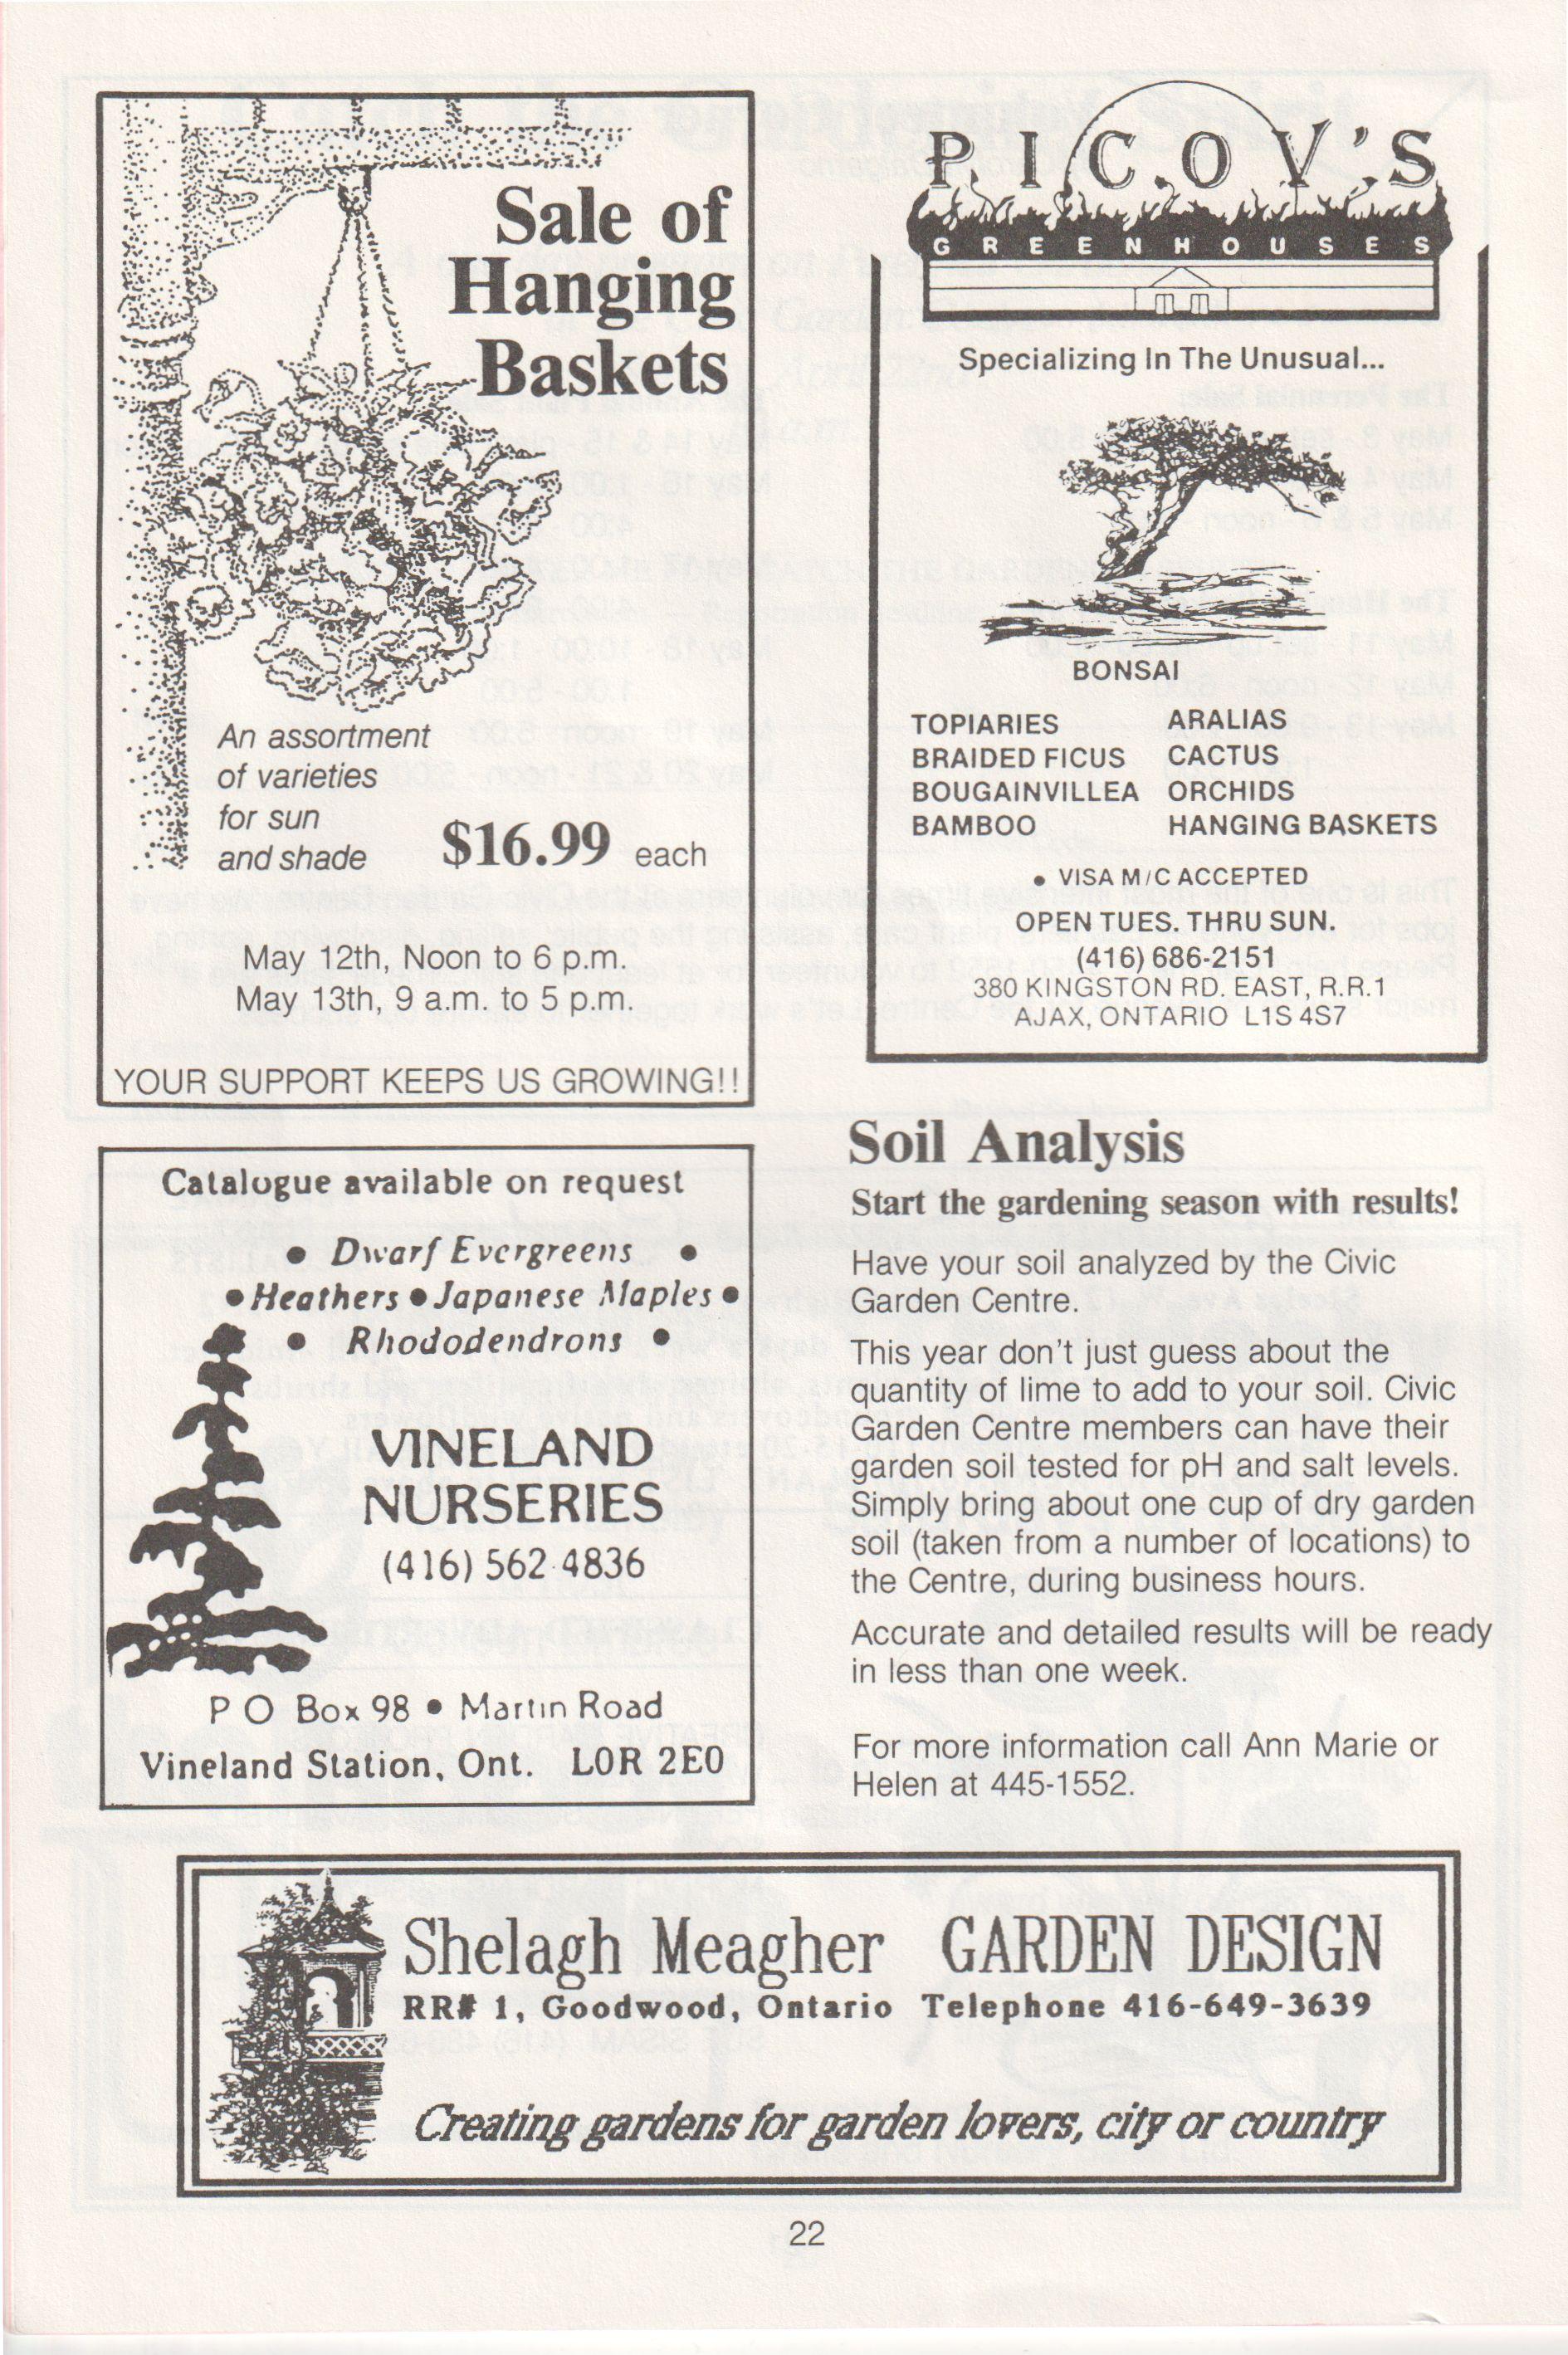 Sale of
Hanging
Baskets
An assortment
of varieties
for sun
and shade
$16.99 each
May 12th, Noon to 6 p.m.
May 13th, 9 a.m. to 5 p.m.
YOUR SUPPORT KEEPS US GROWING!!
PICOV'S
GREENHOUSES
Specializing In The Unusual...
BONSAI
TOPIARIES ARALIAS
BRAIDED FICUS CACTUS
BOUGAINVILLEA ORCHIDS
BAMBOO HANGING BASKETS
• VISA M/C ACCEPTED
OPEN TUES. THRU SUN.
(416) 686-2151
380 KINGSTON RD. EAST, R.R.1
AJAX, ONTARIO L1S 4S7
Catalogue available on request
• Dwarf Evergreens •
• Heathers • Japanese Maples •
• Rhododendrons •
VINELAND
NURSERIES
(416) 562-4836
P O Box 98 • Martin Road
Vineland Station, Ont. L0R 2E0
Soil Analysis
Start the gardening season with results!
Have your soil analyzed by the Civic
Garden Centre.
This year don't just guess about the
quantity of lime to add to your soil. Civic
Garden Centre members can have their
garden soil tested for pH and salt levels.
Simply bring about one cup of dry garden
soil (taken from a number of locations) to
the Centre, during business hours.
Accurate and detailed results will be ready
in less than one week.
For more information call Ann Marie or
Helen at 445-1552.
Shelagh Meagher GARDEN DESIGN
RR# 1, Goodwood, Ontario Telephone 416-649-3639
Creating gardens for garden lovers, city or country
22